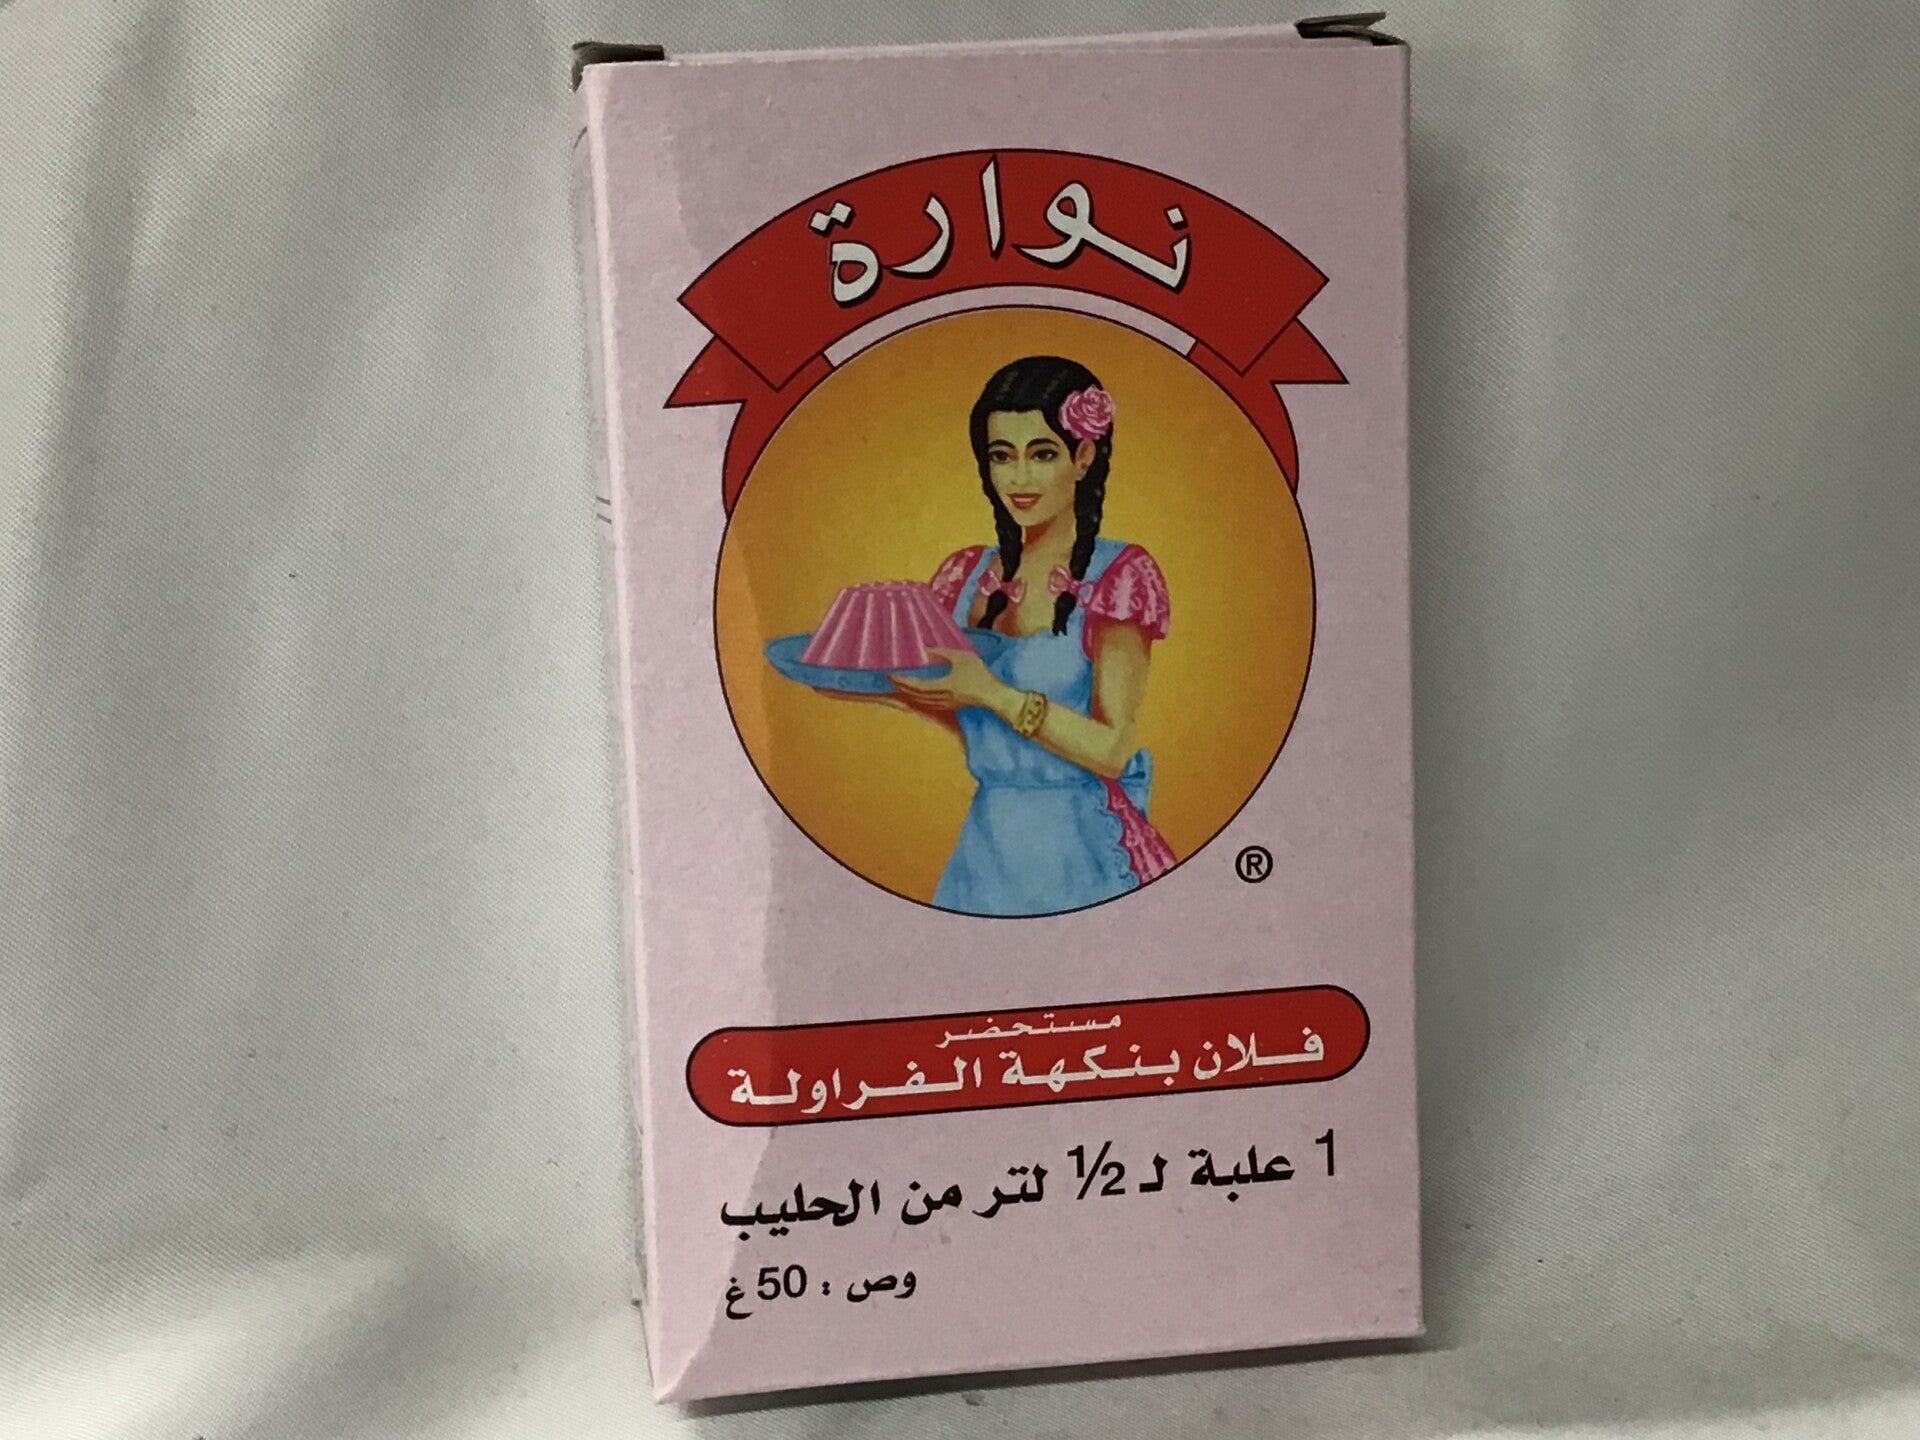 نوارة
®
مستحضر
فلان بنكهة الفراولة
1 علبة لـ ½ لتر من الحليب
وص : 50 غ